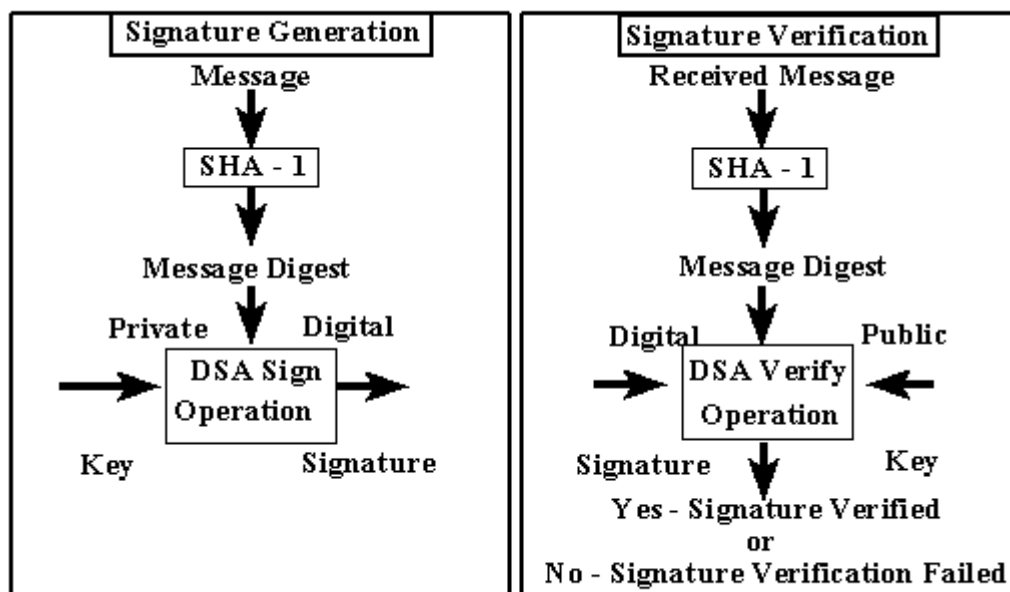 Signature Generation
Message
SHA - 1
Message Digest
Private
Digital
DSA Sign
Operation
Key
Signature
Signature Verification
Received Message
SHA - 1
Message Digest
Digital
Public
DSA Verify
Operation
Signature
Key
Yes - Signature Verified
or
No - Signature Verification Failed